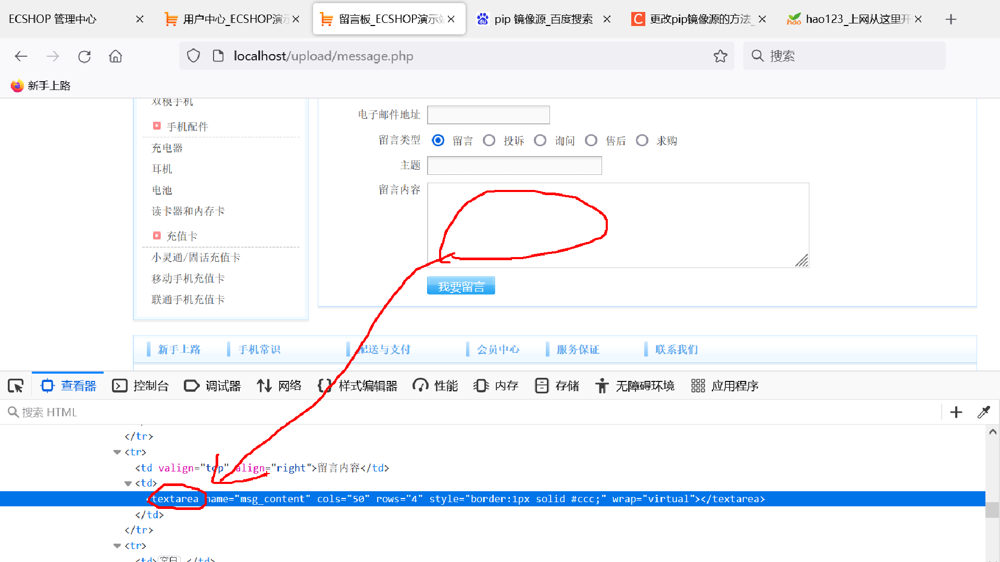 ECSHOP 管理中心
用户中心_ECSHOP演示
留言板_ECSHOP演示站
pip 镜像源_百度搜索
更改pip镜像源的方法_
hao123_上网从这里开
localhost/upload/message.php
搜索
新手上路
双模手机
手机配件
充电器
耳机
电池
读卡器和内存卡
充值卡
小灵通/固话充值卡
移动手机充值卡
联通手机充值卡
电子邮件地址
留言类型 留言 投诉 询问 售后 求购
主题
留言内容
我要留言
新手上路 手机常识 配送与支付 会员中心 服务保证 联系我们
查看器 控制台 调试器 网络 样式编辑器 性能 内存 存储 无障碍环境 应用程序
搜索 HTML
</tr>
<tr>
<td valign="top" align="right">留言内容</td>
<td>
<textarea name="msg_content" cols="50" rows="4" style="border:1px solid #ccc;" wrap="virtual"></textarea>
</td>
</tr>
<tr>
<td>空白 </td>